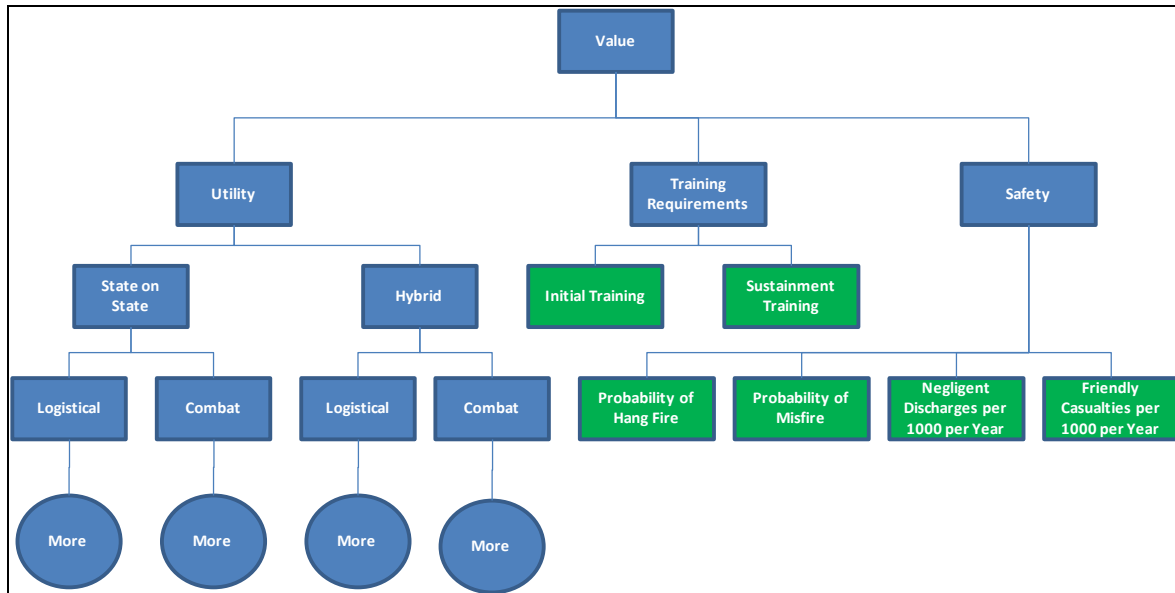 Value
Utility
Training
Requirements
Safety
State on
State
Hybrid
Initial Training
Sustainment
Training
Logistical
Combat
Logistical
Combat
Probability of
Hang Fire
Probability of
Misfire
Negligent
Discharges per
1000 per Year
Friendly
Casualties per
1000 per Year
More
More
More
More